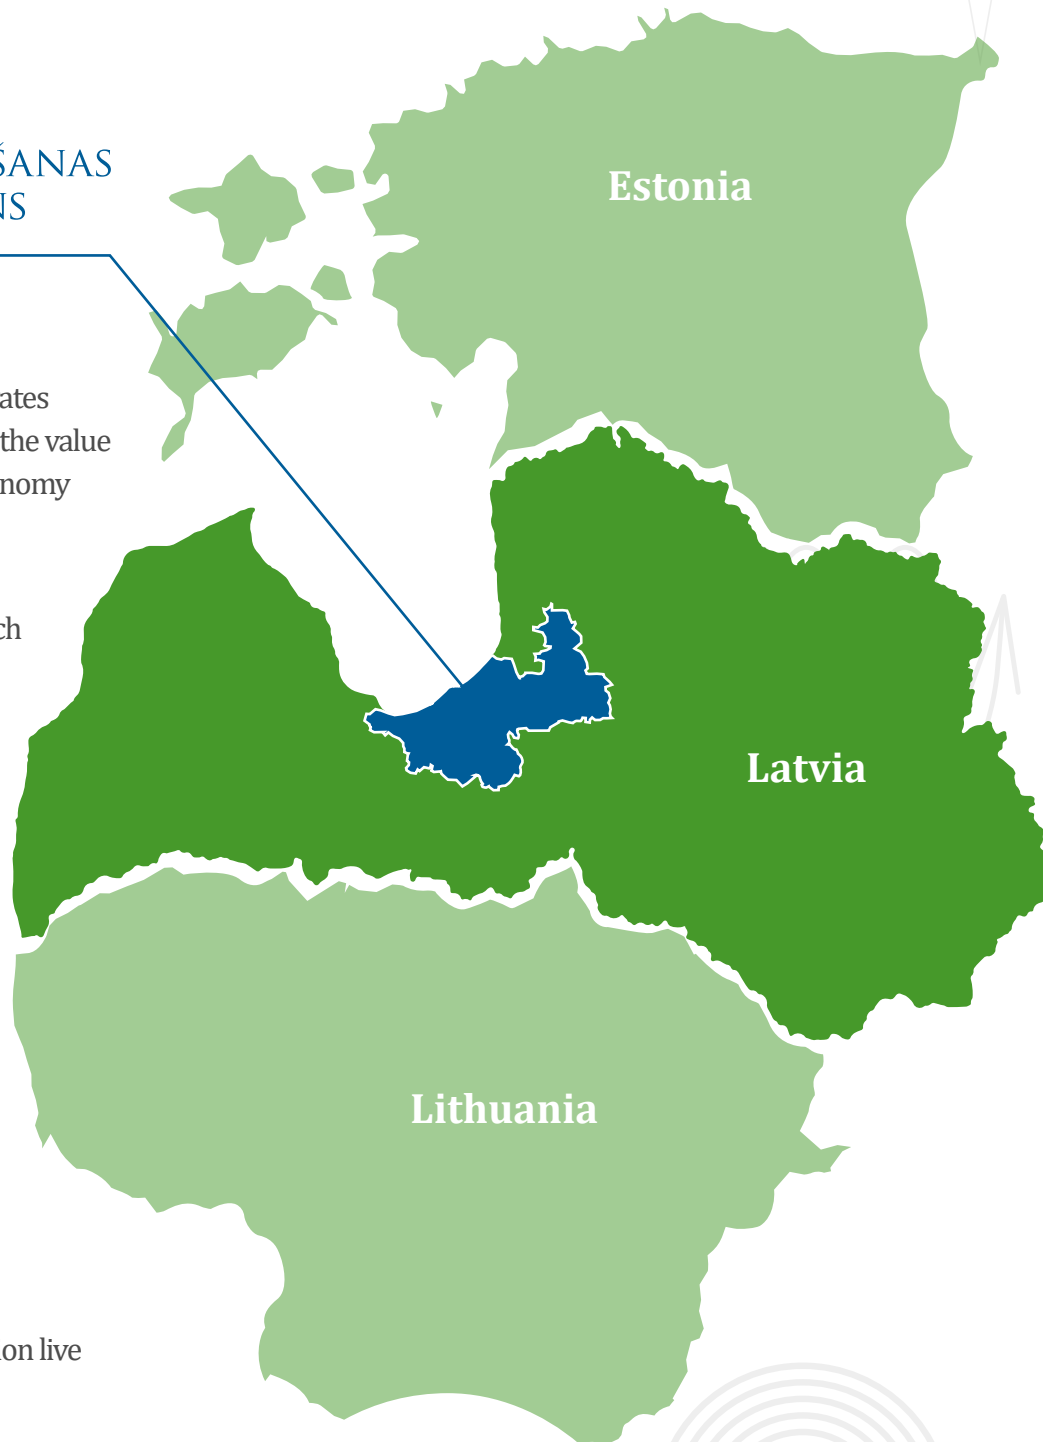 ŠANAS
NS
Estonia
ates
the value
nomy
ch
Latvia
Lithuania
on live